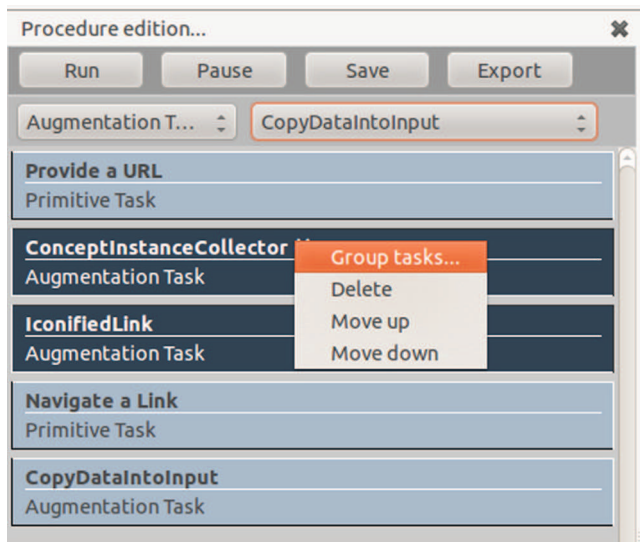 Procedure edition...
Run Pause Save Export
Augmentation T... CopyDataIntoInput
Provide a URL
Primitive Task
ConceptInstanceCollector
Group tasks...
Augmentation Task
Delete
IconifiedLink
Move up
Augmentation Task
Move down
Navigate a Link
Primitive Task
CopyDataIntoInput
Augmentation Task